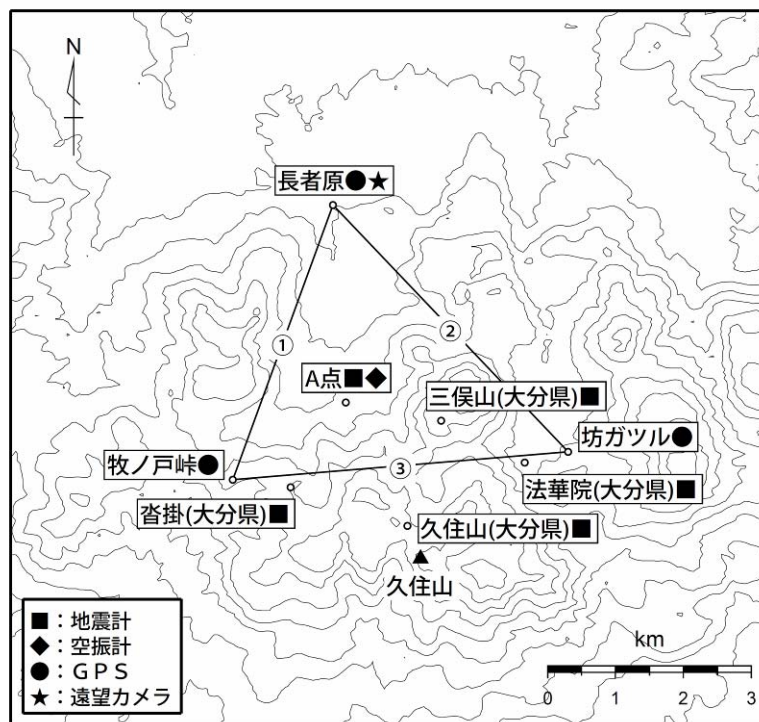 N
長者原●★
①
②
A点■◆
三俣山(大分県)■
坊ガツル●
牧ノ戸峠●
③
沓掛(大分県)■
法華院(大分県)■
久住山(大分県)■
▲
久住山
■：地震計
◆：空振計
●：ＧＰＳ
★：遠望カメラ
km
0 1 2 3